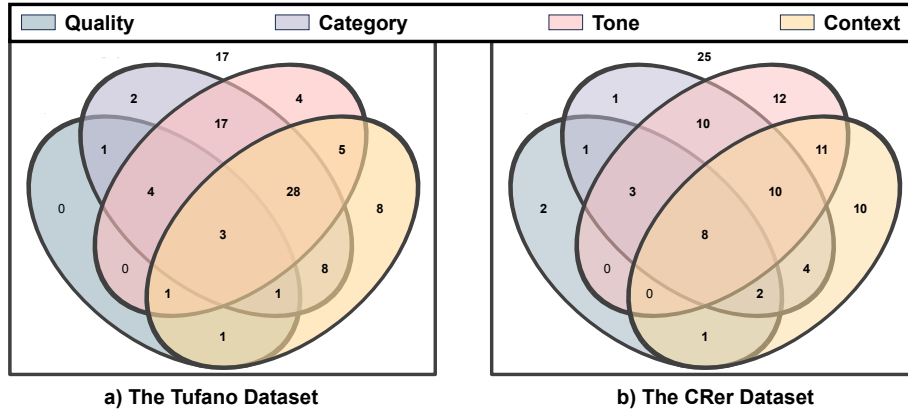 Quality Category Tone Context
17 25
2 4 1 12
17 10
1 5 1 11
4 28 3 10
0 8 2 10
3 8
0 8 0 4
1 1 0 2
1 1
a) The Tufano Dataset b) The CRer Dataset